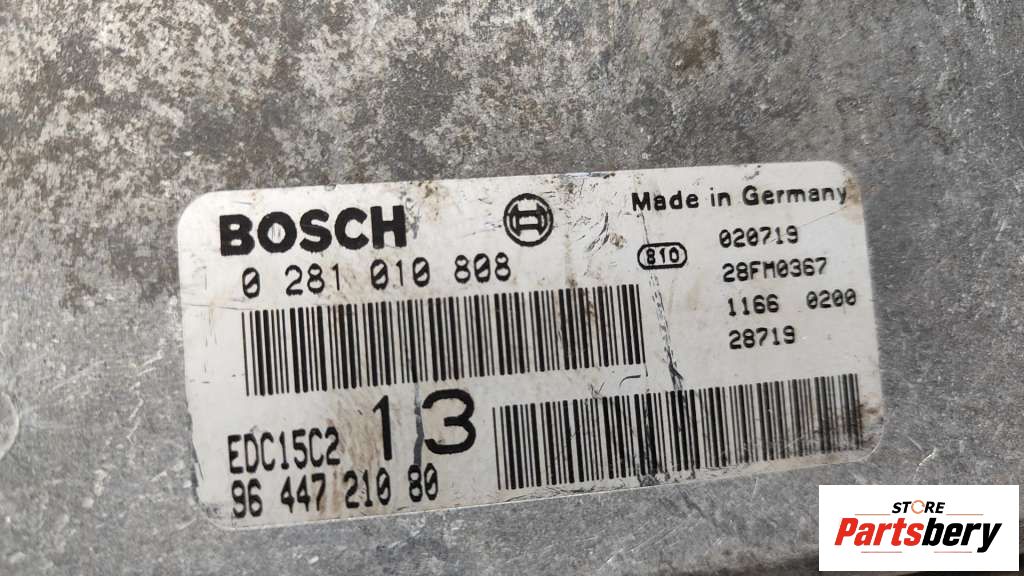 BOSCH
0 281 010 808
Made in Germany
810
020719
28FM0367
1166 0200
28719
EDC15C2 13
96 447 210 80
STORE
Partsbery